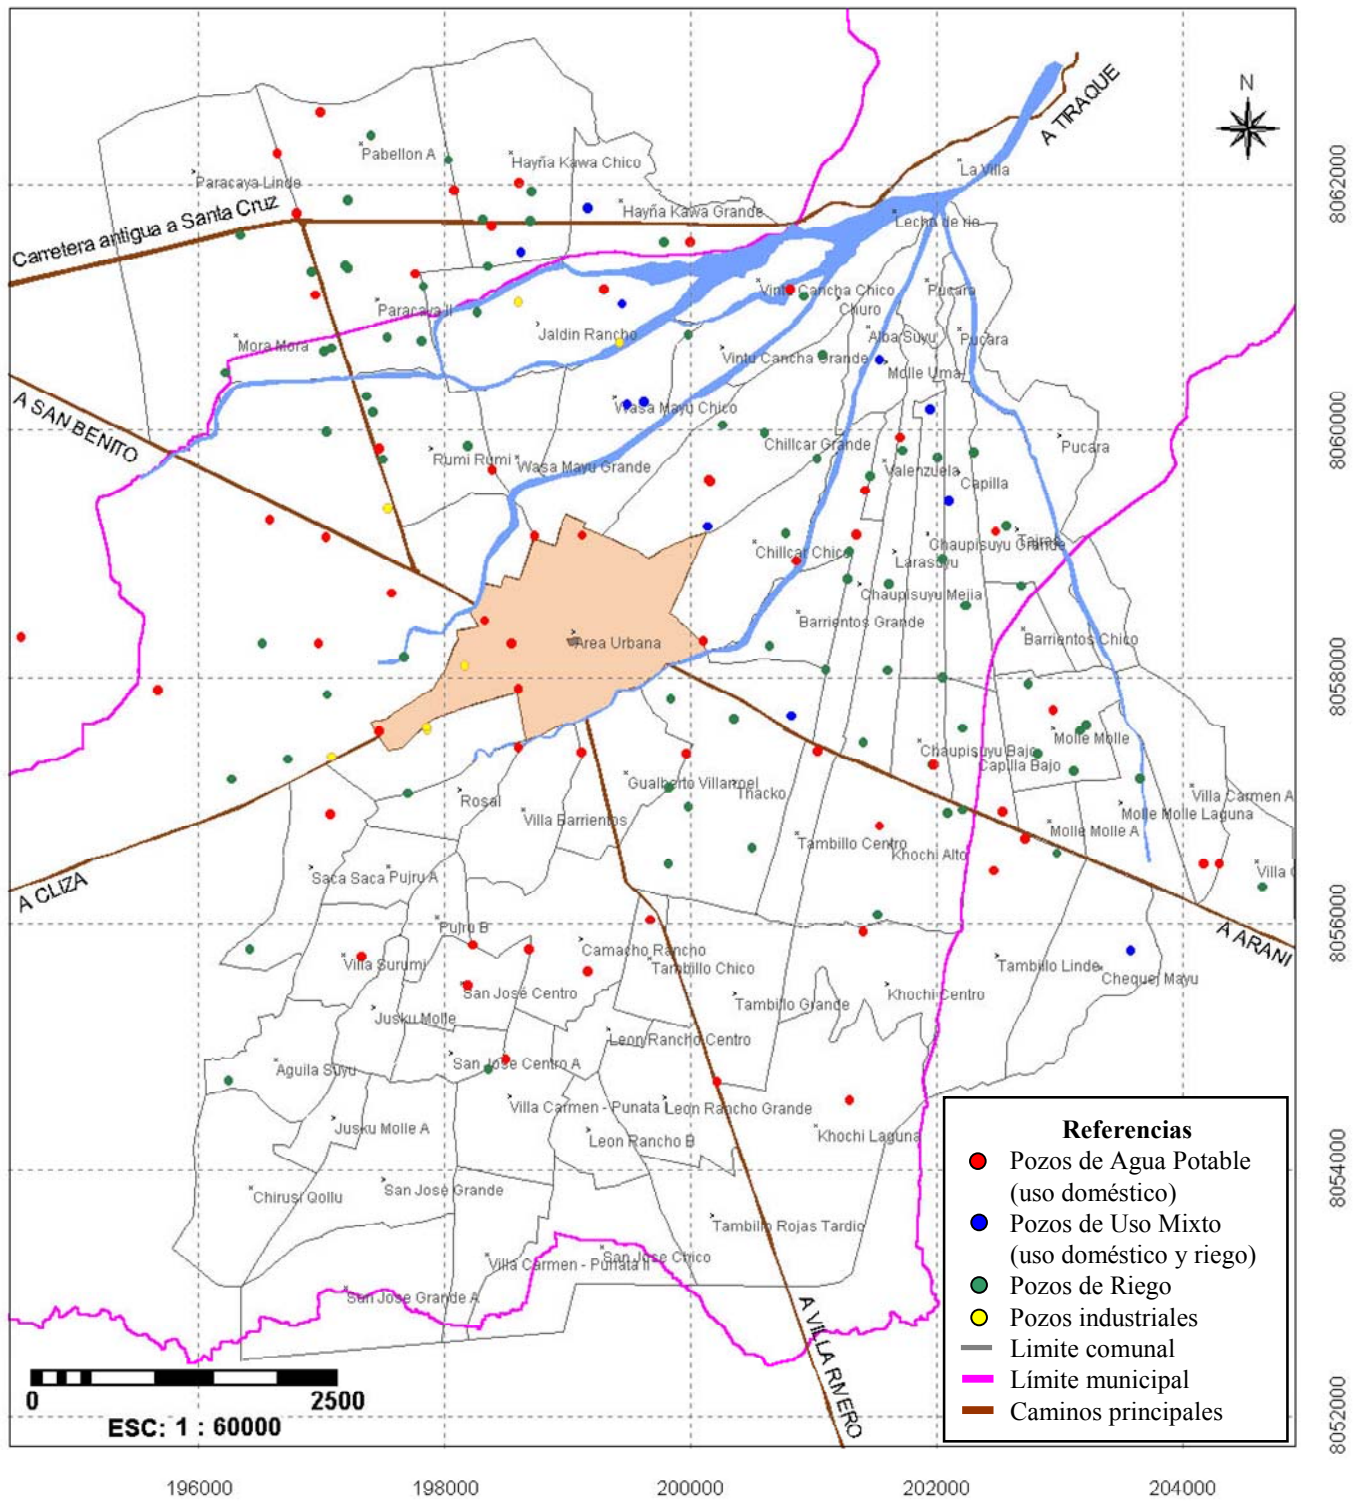 N
A TIRAQUE
La Villa
Pabellon A
Hayña Kawa Chico
Paracaya Linde
Hayña Kawa Grande
Lecho de rio
Carretera antigua a Santa Cruz
Vintu Cancha Chico
Pucara
Paracaya II
Churo
Jaldin Rancho
Alba Suyu
Pucara
Mora Mora
Vintu Cancha Grande
Molle Uma
A SAN BENITO
Wasa Mayu Chico
Chillcar Grande
Pucara
Rumi Rumi
Wasa Mayu Grande
Valenzuela
Capilla
Chillcar Chico
Chaupisuyu Grande
Larasuyu
Chaupisuyu Mejia
Barrientos Grande
Barrientos Chico
Area Urbana
Molle Molle
Chaupisuyu Bajo
Capilla Bajo
Gualberto Villarroel
Thacko
Rosal
Villa Barrientos
Villa Carmen A
Molle Molle Laguna
Molle Molle A
Tambillo Centro
Khochi Alto
Saca Saca
Pujru A
A CLIZA
Villa
Pujru B
A ARANI
Camacho Rancho
Villa Surumi
Tambillo Chico
Tambillo Linde
Chequej Mayu
San José Centro
Tambillo Grande
Khochi Centro
Jusku Molle
Leon Rancho Centro
Aguila Suyu
San Jose Centro A
Villa Carmen - Punata I
Leon Rancho Grande
Jusku Molle A
Leon Rancho B
Khochi Laguna
Chirusi Qollu
San José Grande
Tambillo Rojas Tardio
Villa Carmen - Punata II
San Jose Chico
San Jose Grande A
A VILLA RIVERO
Referencias
Pozos de Agua Potable
(uso doméstico)
Pozos de Uso Mixto
(uso doméstico y riego)
Pozos de Riego
Pozos industriales
Limite comunal
Límite municipal
Caminos principales
0 2500
ESC: 1 : 60000
196000 198000 200000 202000 204000
8062000
8060000
8058000
8056000
8054000
8052000